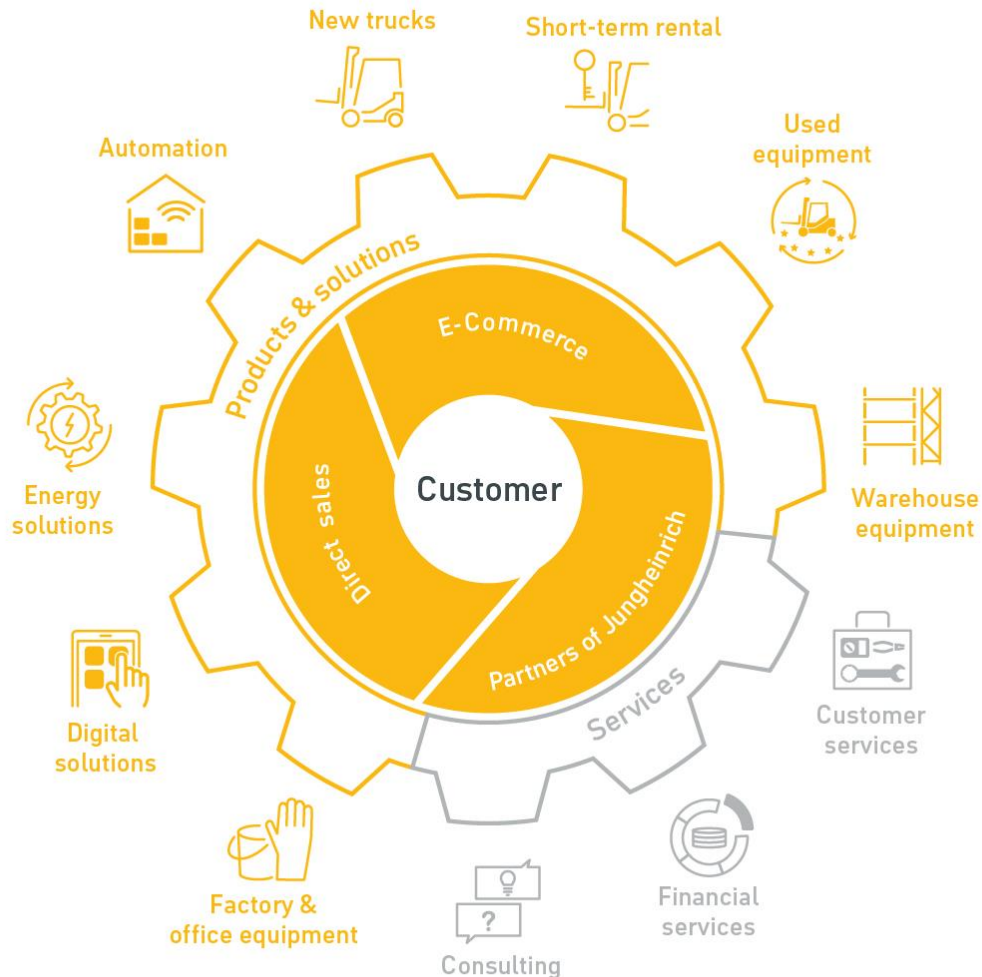 New trucks
Short-term rental
Automation
Used
equipment
Products & solutions
E-Commerce
Energy
solutions
Direct sales
Customer
Warehouse
equipment
Partners of Jungheinrich
Services
Digital
solutions
Customer
services
Factory &
office equipment
?
Consulting
Financial
services